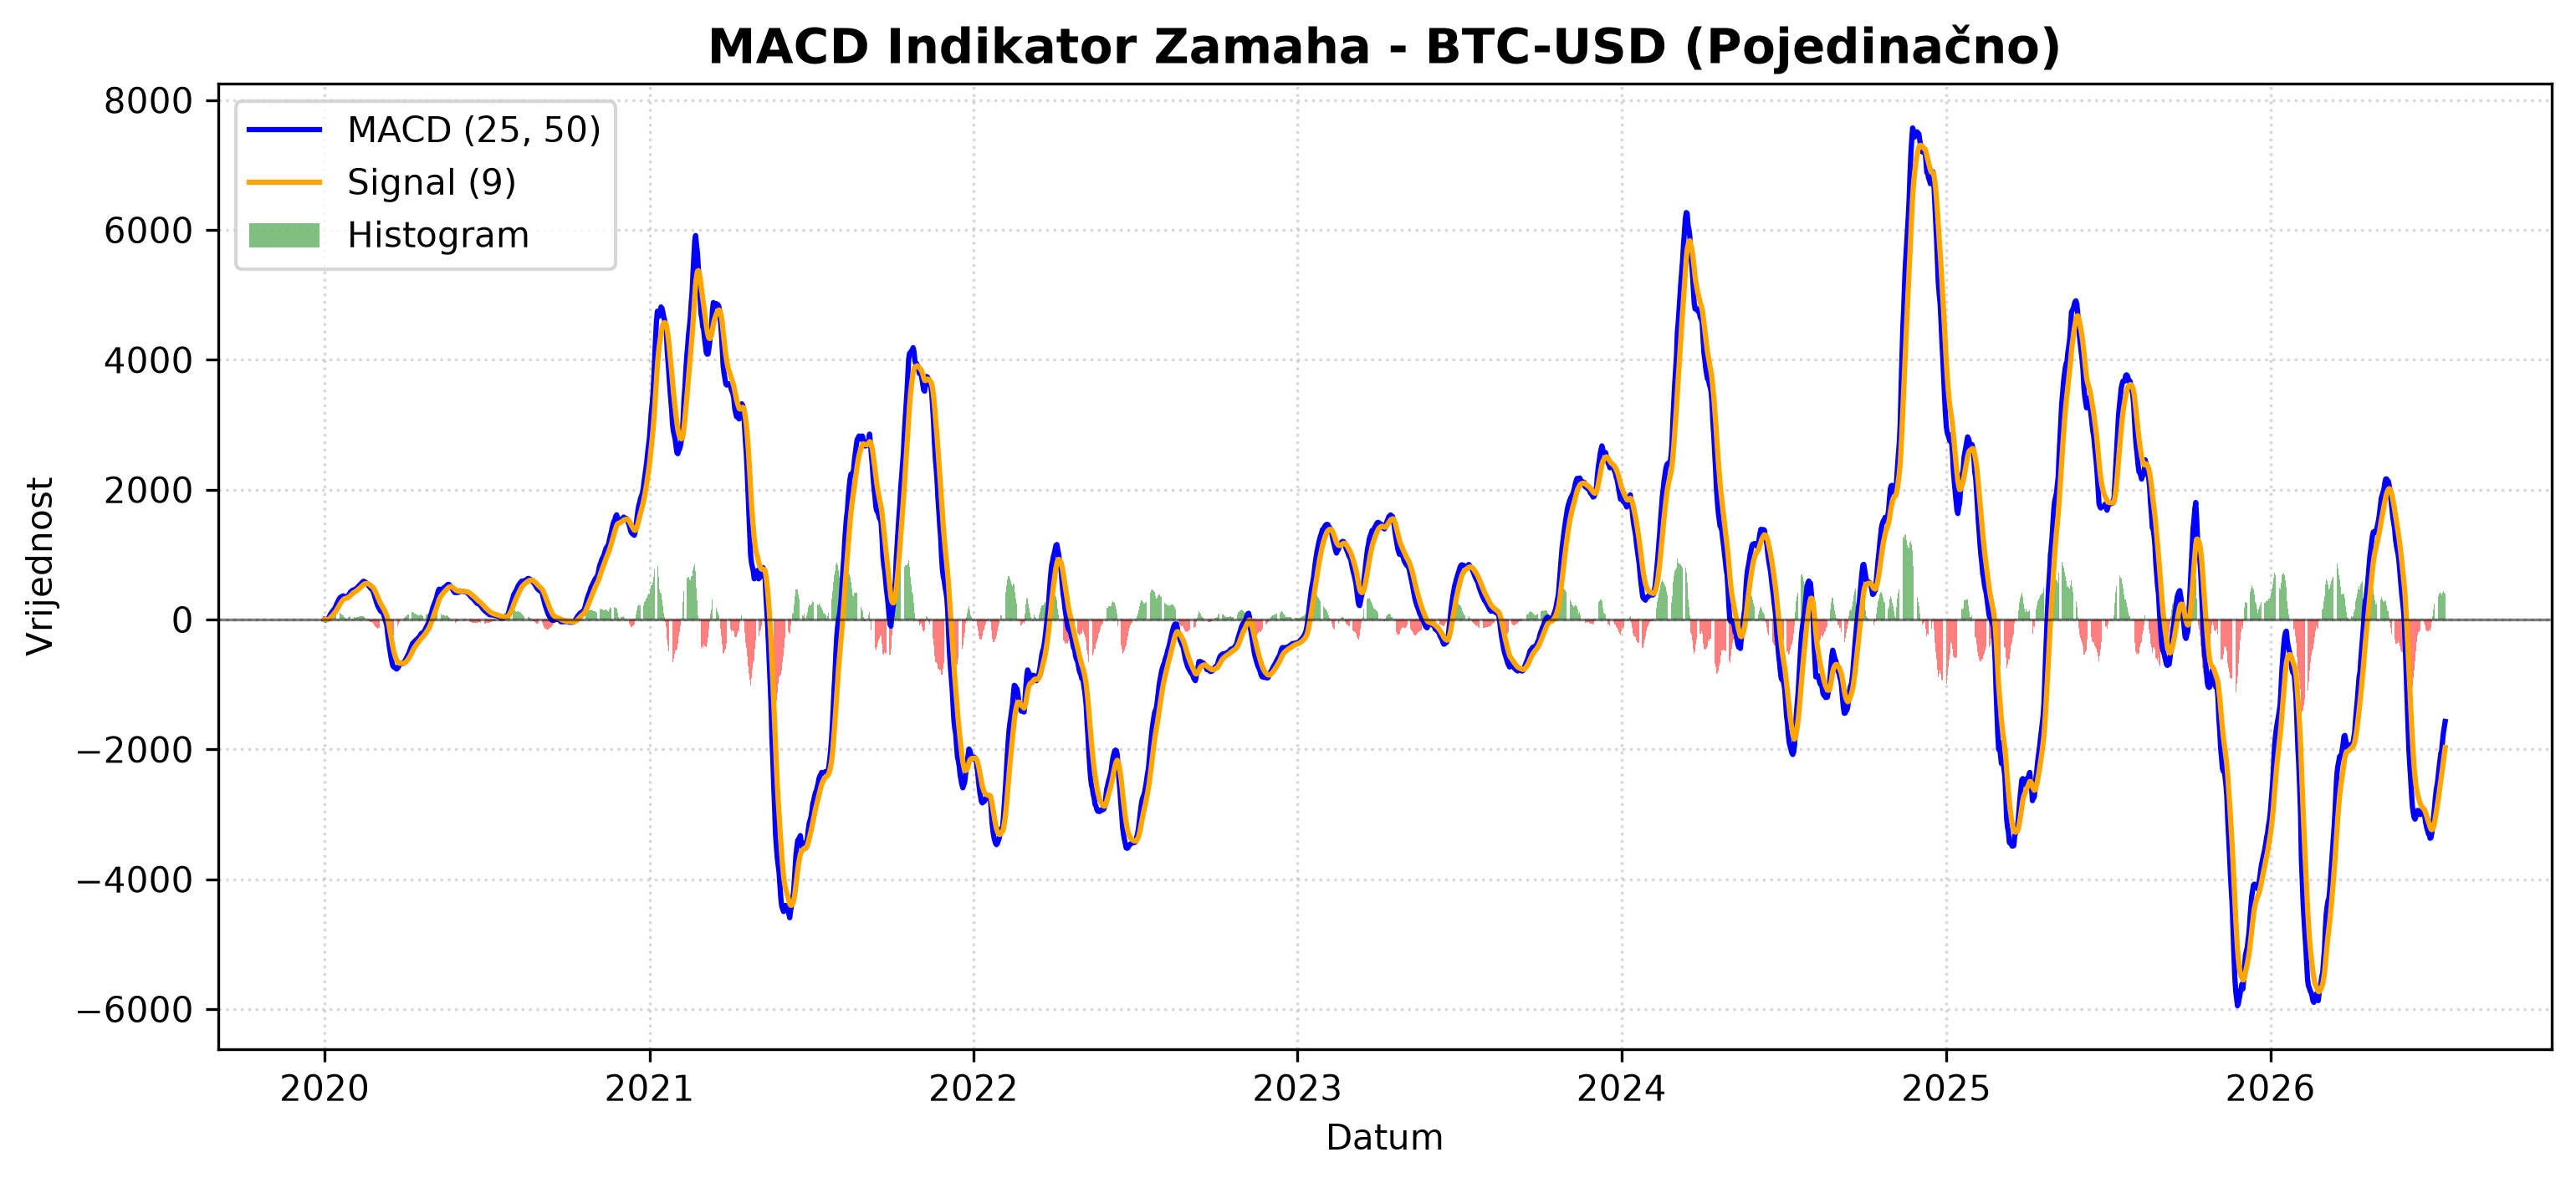 MACD Indikator Zamaha - BTC-USD (Pojedinačno)
MACD (25, 50)
Signal (9)
Histogram
Vrijednost
8000
6000
4000
2000
0
−2000
−4000
−6000
2020 2021 2022 2023 2024 2025 2026
Datum